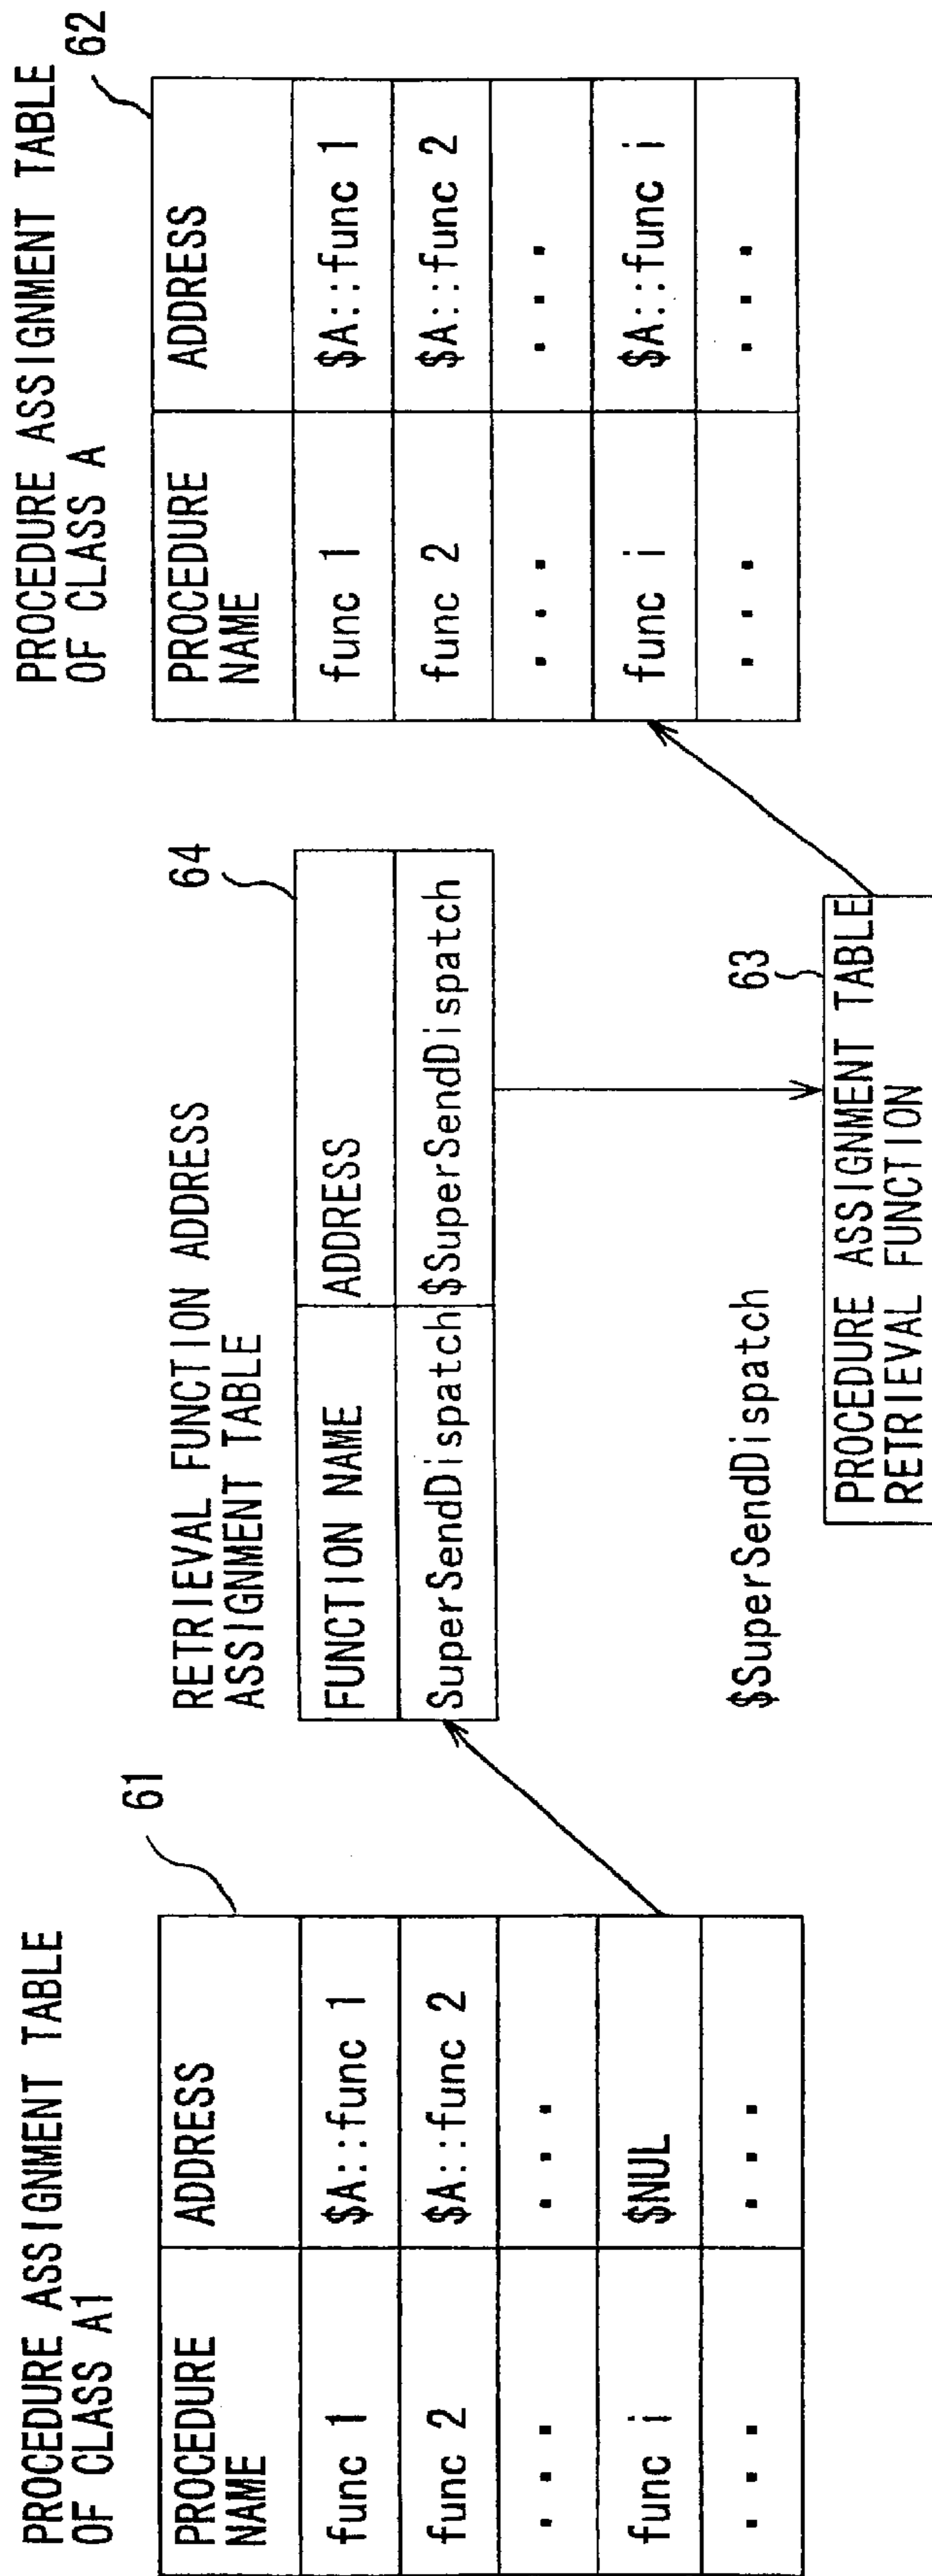 PROCEDURE ASSIGNMENT TABLE
OF CLASS A1
61
PROCEDURE NAME ADDRESS
func 1 $A::func 1
func 2 $A::func 2
... ...
func i $NUL
... ...
RETRIEVAL FUNCTION ADDRESS
ASSIGNMENT TABLE
64
FUNCTION NAME ADDRESS
SuperSendDispatch $SuperSendDispatch
$SuperSendDispatch
63
PROCEDURE ASSIGNMENT TABLE
RETRIEVAL FUNCTION
PROCEDURE ASSIGNMENT TABLE
OF CLASS A
62
PROCEDURE NAME ADDRESS
func 1 $A::func 1
func 2 $A::func 2
... ...
func i $A::func i
... ...